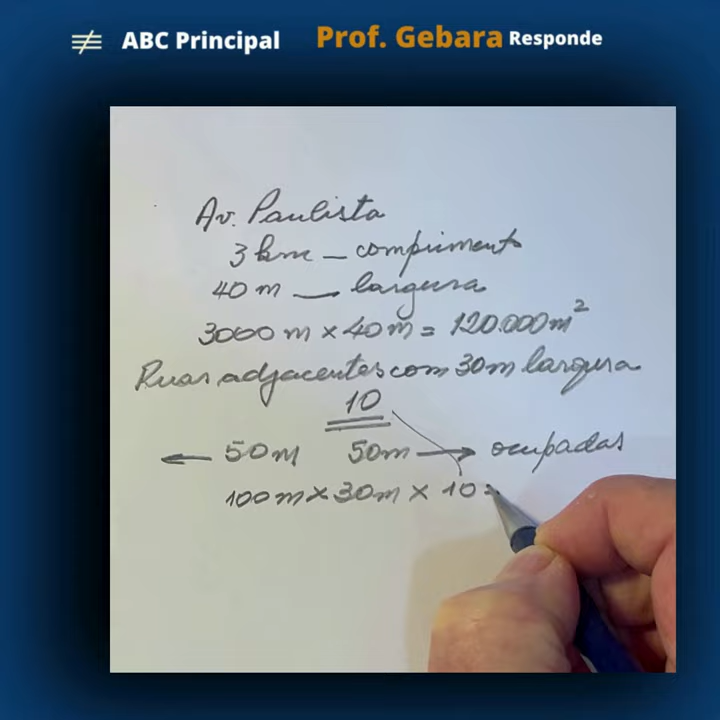 ≠ ABC Principal Prof. Gebara Responde
Av. Paulista
3 km — comprimento
40 m — largura
3000 m x 40 m = 120.000 m²
Ruas adjacentes com 30 m largura
10
← 50 m 50 m → ocupadas
100 m x 30 m x 10 =